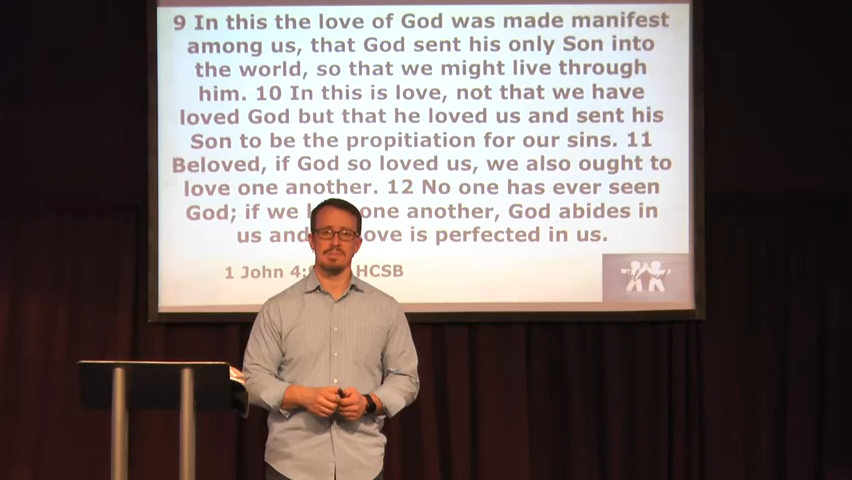 9 In this the love of God was made manifest
among us, that God sent his only Son into
the world, so that we might live through
him. 10 In this is love, not that we have
loved God but that he loved us and sent his
Son to be the propitiation for our sins. 11
Beloved, if God so loved us, we also ought to
love one another. 12 No one has ever seen
God; if we one another, God abides in
us and love is perfected in us.
1 John 4: HCSB